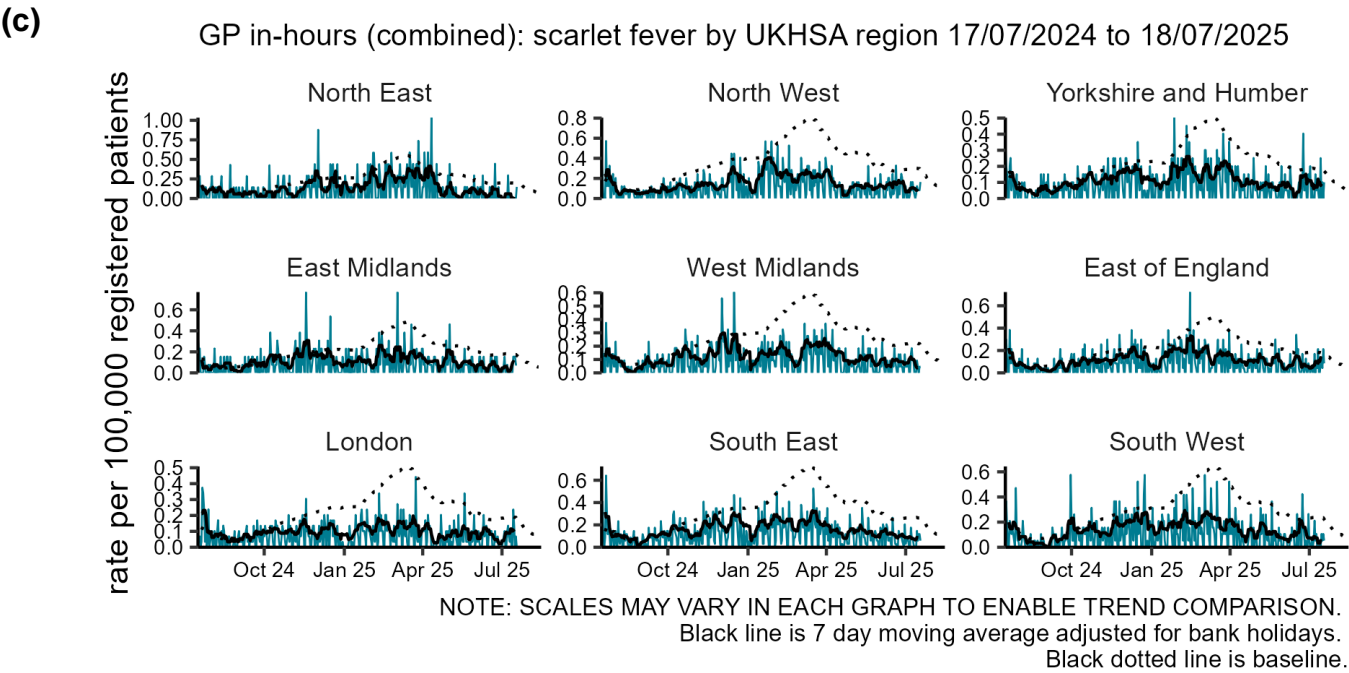 (c)
GP in-hours (combined): scarlet fever by UKHSA region 17/07/2024 to 18/07/2025
rate per 100,000 registered patients
North East
1.00
0.75
0.50
0.25
0.00
North West
0.8
0.6
0.4
0.2
0.0
Yorkshire and Humber
0.5
0.4
0.3
0.2
0.1
0.0
East Midlands
0.6
0.4
0.2
0.0
West Midlands
0.6
0.5
0.4
0.3
0.2
0.1
0.0
East of England
0.6
0.4
0.2
0.0
London
0.5
0.4
0.3
0.2
0.1
0.0
Oct 24 Jan 25 Apr 25 Jul 25
South East
0.6
0.4
0.2
0.0
Oct 24 Jan 25 Apr 25 Jul 25
South West
0.6
0.4
0.2
0.0
Oct 24 Jan 25 Apr 25 Jul 25
NOTE: SCALES MAY VARY IN EACH GRAPH TO ENABLE TREND COMPARISON.
Black line is 7 day moving average adjusted for bank holidays.
Black dotted line is baseline.